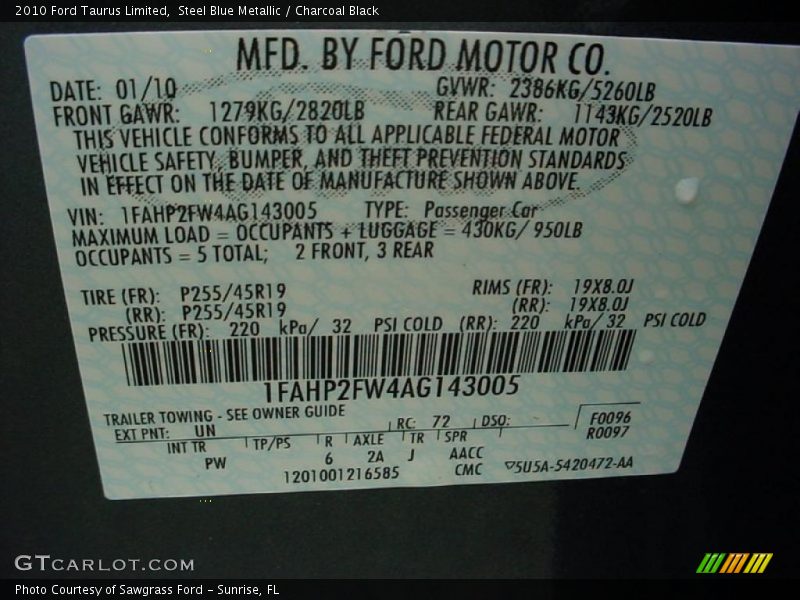 2010 Ford Taurus Limited,  Steel Blue Metallic / Charcoal Black
MFD. BY FORD MOTOR CO.
DATE: 01/10 GVWR: 2386KG/5260LB
FRONT GAWR: 1279KG/2820LB REAR GAWR: 1143KG/2520LB
THIS VEHICLE CONFORMS TO ALL APPLICABLE FEDERAL MOTOR
VEHICLE SAFETY, BUMPER, AND THEFT PREVENTION STANDARDS
IN EFFECT ON THE DATE OF MANUFACTURE SHOWN ABOVE.
VIN: 1FAHP2FW4AG143005 TYPE: Passenger Car
MAXIMUM LOAD = OCCUPANTS + LUGGAGE = 430KG/ 950LB
OCCUPANTS = 5 TOTAL; 2 FRONT, 3 REAR
TIRE (FR): P255/45R19 RIMS (FR): 19X8.0J
(RR): P255/45R19 (RR): 19X8.0J
PRESSURE (FR): 220 kPa/ 32 PSI COLD (RR): 220 kPa/ 32 PSI COLD
1FAHP2FW4AG143005
TRAILER TOWING - SEE OWNER GUIDE RC: 72 DSO: F0096
EXT PNT: UN R0097
INT TR TP/PS R AXLE TR SPR
PW 6 2A J AACC
1201001216585 CMC 5U5A-5420472-AA
GTCARLOT.COM
Photo Courtesy of Sawgrass Ford - Sunrise, FL